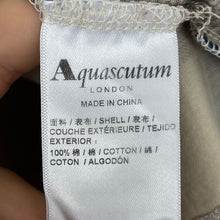 Aquascutum
LONDON
MADE IN CHINA
面料 / 表布 / SHELL / 表布 /
COUCHE EXTÉRIEURE / TEJIDO
EXTERIOR :
100% 棉 / 棉 / COTTON / 綿 /
COTON / ALGODÓN